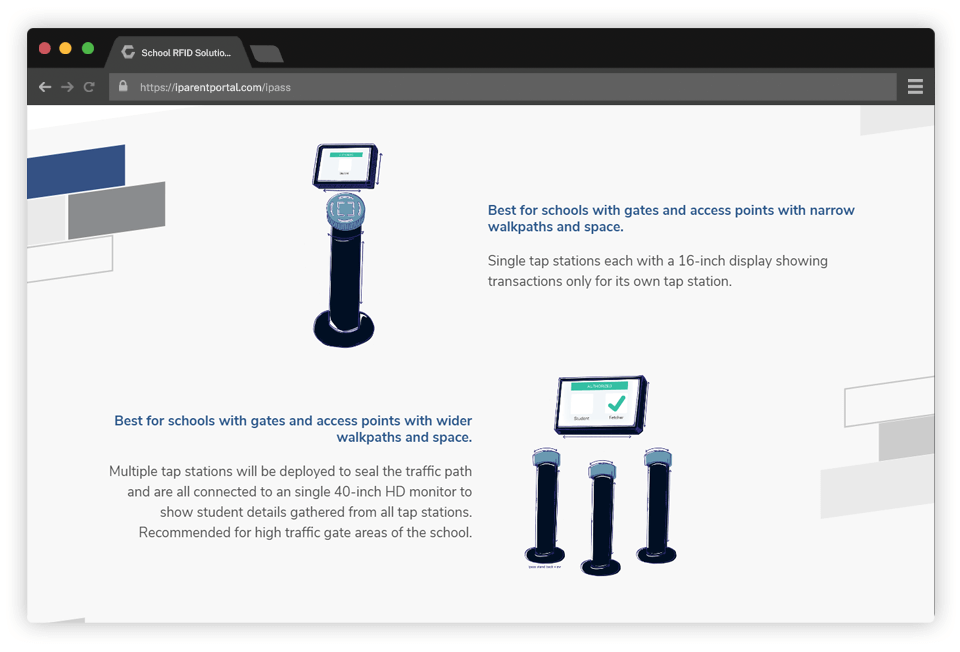 School RFID Solutio...
https://iparentportal.com/ipass
Best for schools with gates and access points with narrow
walkpaths and space.
Single tap stations each with a 16-inch display showing
transactions only for its own tap station.
AUTHORIZED
Student
Fetcher
Best for schools with gates and access points with wider
walkpaths and space.
Multiple tap stations will be deployed to seal the traffic path
and are all connected to an single 40-inch HD monitor to
show student details gathered from all tap stations.
Recommended for high traffic gate areas of the school.